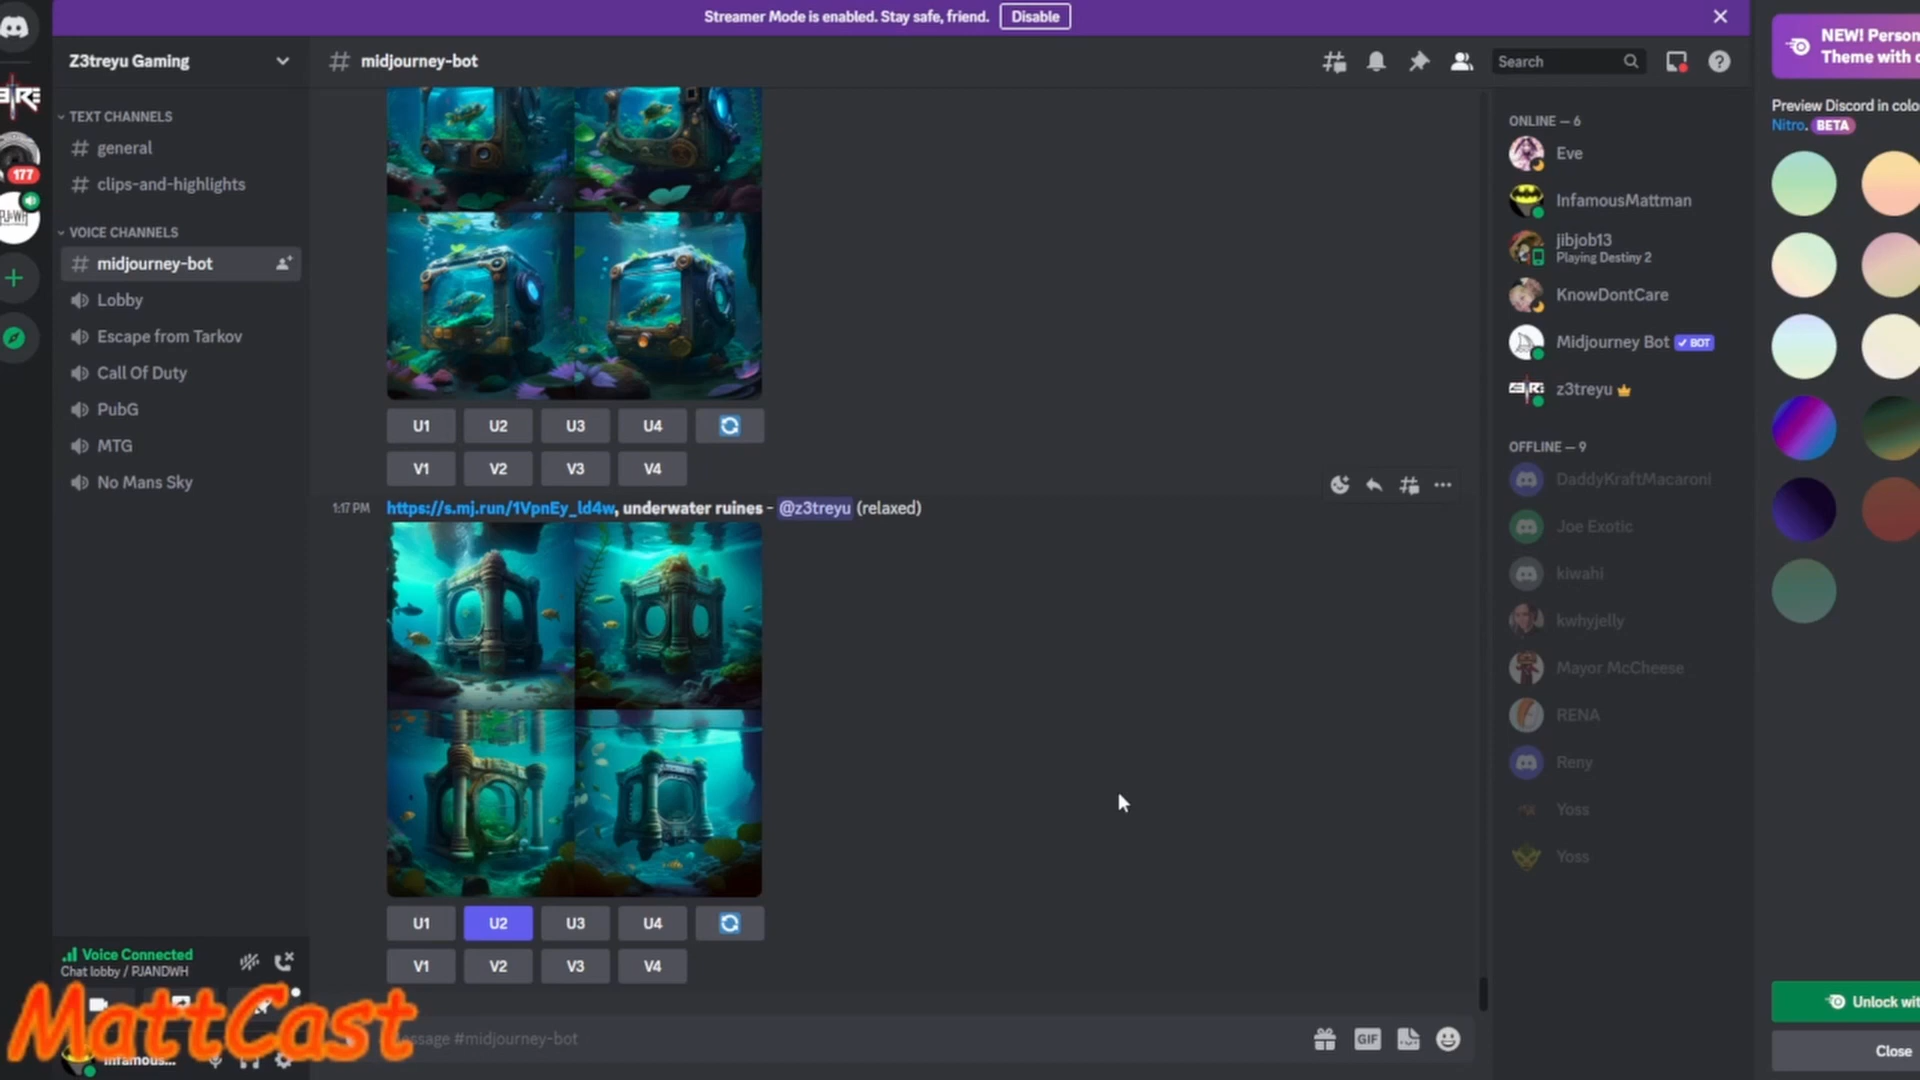 Streamer Mode is enabled. Stay safe, friend.
Disable
Z3treyu Gaming
midjourney-bot
Search
NEW! Person
Theme with c
Preview Discord in colo
Nitro. BETA
177
TEXT CHANNELS
general
clips-and-highlights
VOICE CHANNELS
midjourney-bot
Lobby
Escape from Tarkov
Call Of Duty
PubG
MTG
No Mans Sky
U1 U2 U3 U4
V1 V2 V3 V4
1:17 PM https://s.mj.run/1VpnEy_ld4w, underwater ruines - @z3treyu (relaxed)
U1 U2 U3 U4
V1 V2 V3 V4
ONLINE — 6
Eve
InfamousMattman
jibjob13
Playing Destiny 2
KnowDontCare
Midjourney Bot BOT
z3treyu
OFFLINE — 9
DaddyKraftMacaroni
Joe Exotic
kiwahi
kwhyjelly
Mayor McCheese
RENA
Reny
Yoss
Yoss
Voice Connected
Chat lobby / PJANDWH
MattCast
Infamous...
#midjourney-bot
GIF
Unlock wit
Close